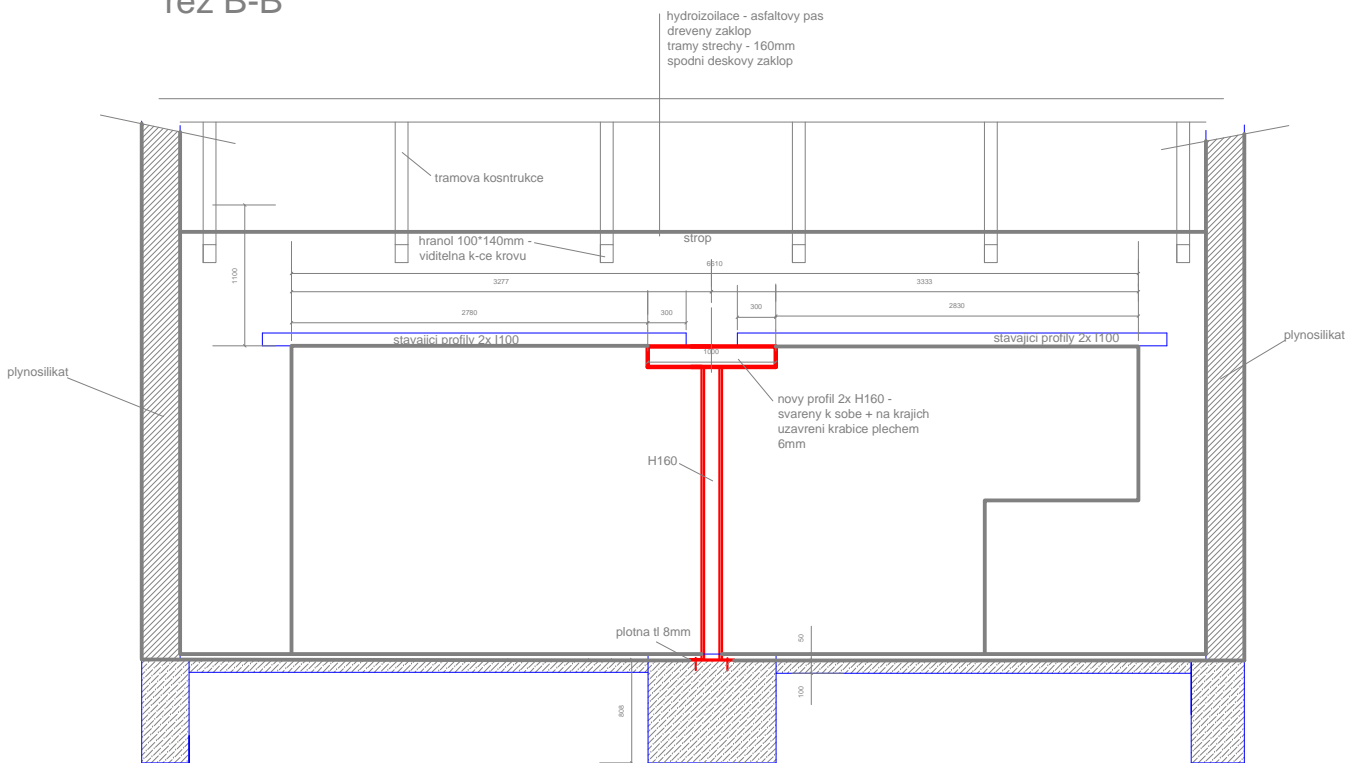 řez B-B
hydroizoilace - asfaltovy pas
dreveny zaklop
tramy strechy - 160mm
spodni deskovy zaklop
tramova kosntrukce
hranol 100*140mm -
viditelna k-ce krovu
strop
6610
1100
3277
3333
2780
300
300
2830
stavajici profily 2x I100
stavajici profily 2x I100
plynosilikat
1000
plynosilikat
novy profil 2x H160 -
svareny k sobe + na krajich
uzavreni krabice plechem
6mm
H160
plotna tl 8mm
50
100
808